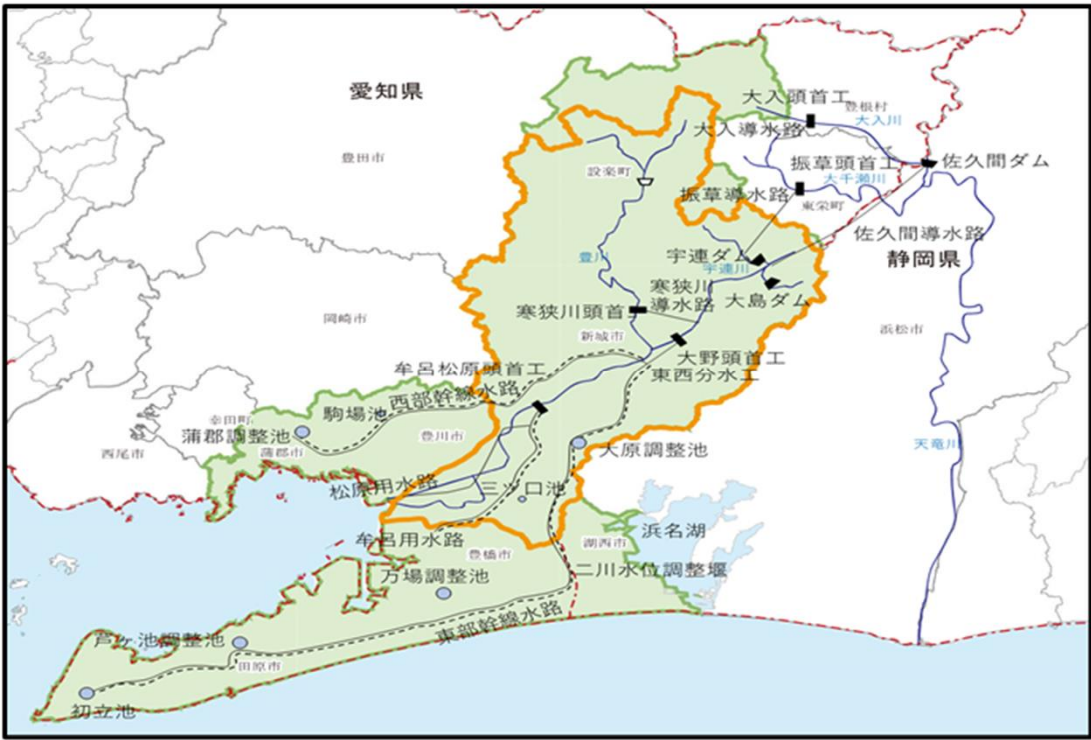 愛知県
大入頭首工
豊根村
大入川
大入導水路
豊田市
振草頭首工
佐久間ダム
大千瀬川
設楽町
振草導水路
東栄町
佐久間導水路
静岡県
宇連ダム
宇連川
豊川
寒狭川
導水路
大島ダム
寒狭川頭首工
岡崎市
浜松市
新城市
大野頭首工
東西分水工
牟呂松原頭首工
西部幹線水路
駒場池
幸田町
蒲郡調整池
豊川市
西尾市
蒲郡市
大原調整池
天竜川
松原用水路
三ツ口池
浜名湖
牟呂用水路
豊橋市
湖西市
万場調整池
二川水位調整堰
東部幹線水路
芦ヶ池調整池
田原市
初立池